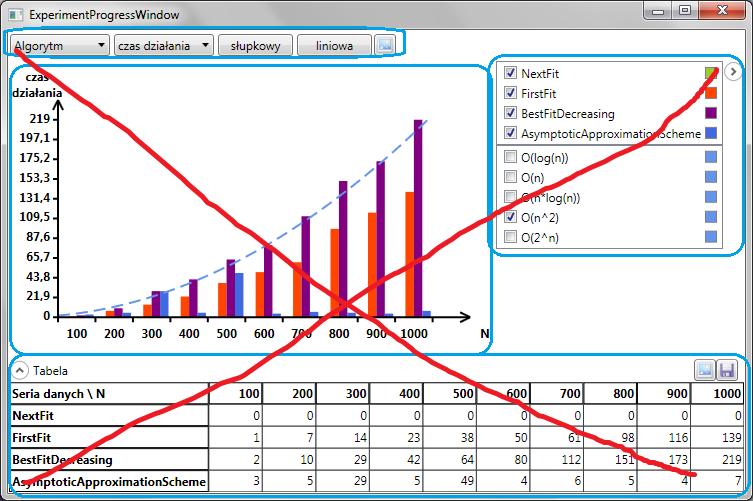 ExperimentProgressWindow
Algorytm czas działania słupkowy liniowa
czas
działania
219
197,1
175,2
153,3
131,4
109,5
87,6
65,7
43,8
21,9
0
100 200 300 400 500 600 700 800 900 1000 N
NextFit
FirstFit
BestFitDecreasing
AsymptoticApproximationScheme
O(log(n))
O(n)
O(n*log(n))
O(n^2)
O(2^n)
Tabela
Seria danych \ N 100 200 300 400 500 600 700 800 900 1000
NextFit 0 0 0 0 0 0 0 0 0 0
FirstFit 1 7 14 23 38 50 61 98 116 139
BestFitDecreasing 2 10 29 42 64 80 112 151 173 219
AsymptoticApproximationScheme 3 5 29 5 49 4 6 5 4 7